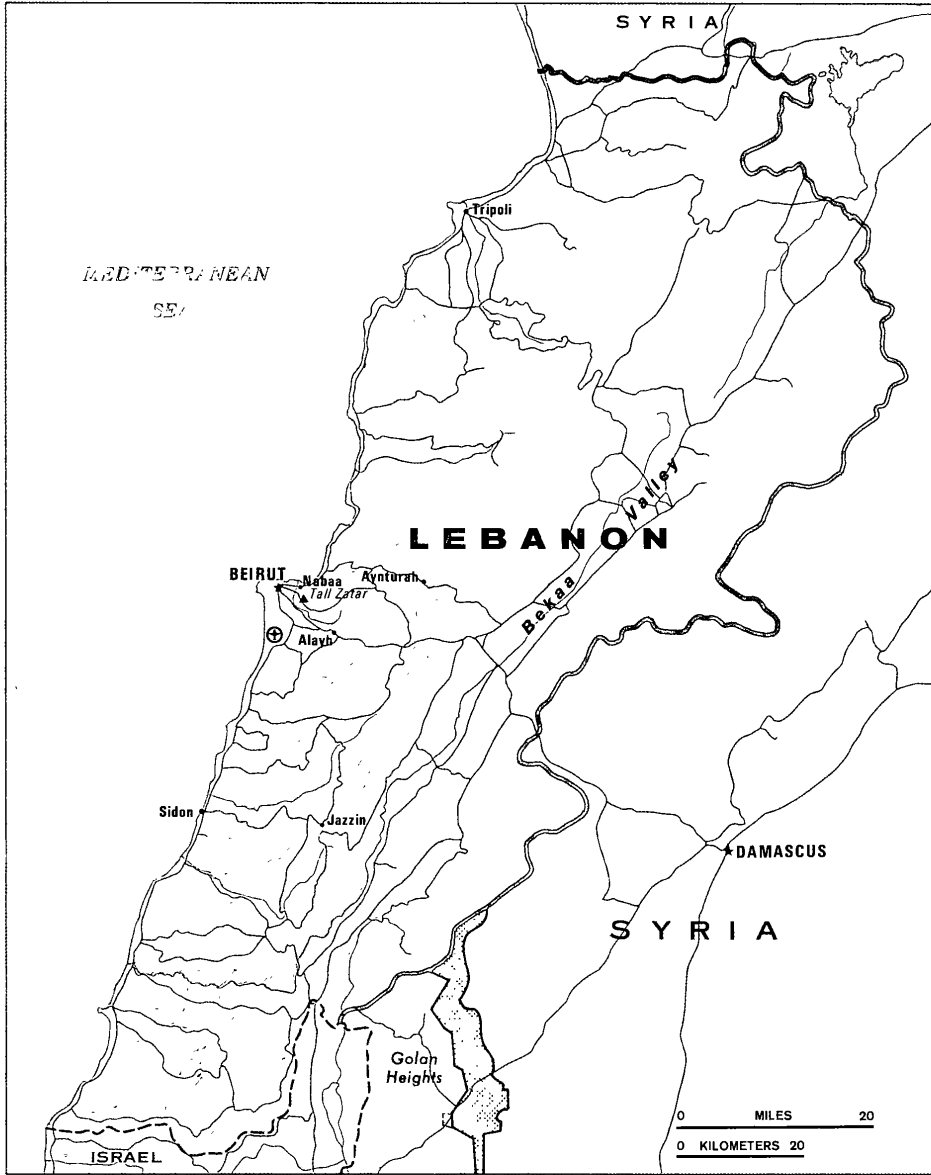 SYRIA
Tripoli
MEDITERRANEAN
SEA
Valley
LEBANON
BEIRUT
Nabaa
Aynturah
Tall Zatar
Bekaa
Alayh
Sidon
Jazzin
DAMASCUS
SYRIA
Golan
Heights
0 MILES 20
0 KILOMETERS 20
ISRAEL